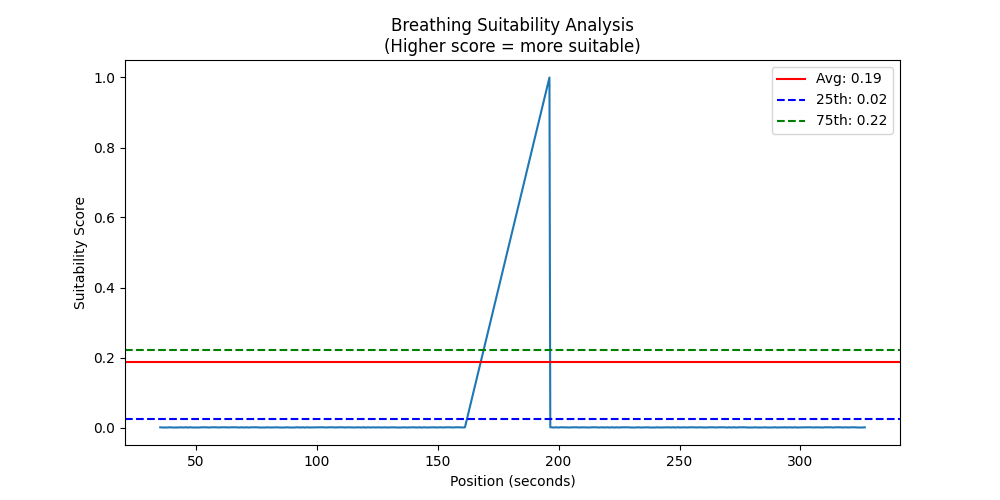 Breathing Suitability Analysis
(Higher score = more suitable)
Avg: 0.19
25th: 0.02
75th: 0.22
Suitability Score
1.0
0.8
0.6
0.4
0.2
0.0
50 100 150 200 250 300
Position (seconds)